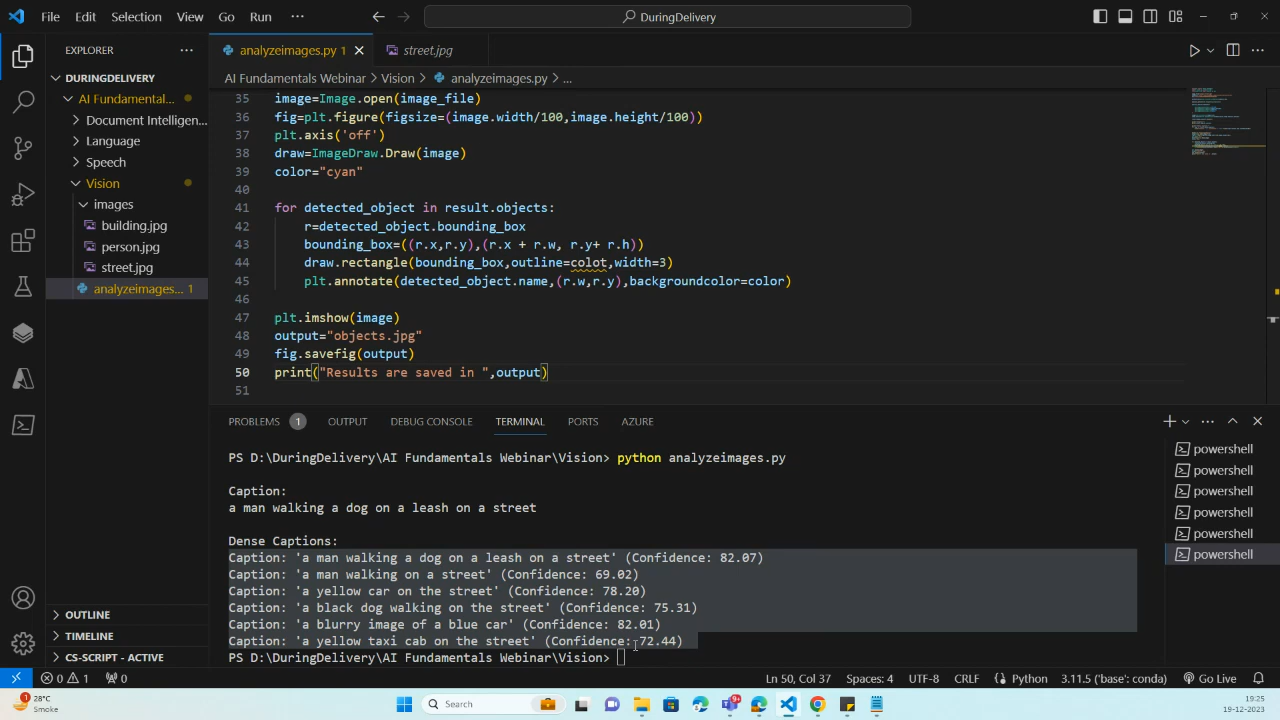 File Edit Selection View Go Run ··· DuringDelivery
EXPLORER ···
DURINGDELIVERY
AI Fundamental...
Document Intelligen...
Language
Speech
Vision
images
building.jpg
person.jpg
street.jpg
analyzeimages... 1
OUTLINE
TIMELINE
CS-SCRIPT - ACTIVE
analyzeimages.py 1 street.jpg
AI Fundamentals Webinar > Vision > analyzeimages.py > ...
35 image=Image.open(image_file)
36 fig=plt.figure(figsize=(image.width/100,image.height/100))
37 plt.axis('off')
38 draw=ImageDraw.Draw(image)
39 color="cyan"
40
41 for detected_object in result.objects:
42 r=detected_object.bounding_box
43 bounding_box=((r.x,r.y),(r.x + r.w, r.y+ r.h))
44 draw.rectangle(bounding_box,outline=colot,width=3)
45 plt.annotate(detected_object.name,(r.w,r.y),backgroundcolor=color)
46
47 plt.imshow(image)
48 output="objects.jpg"
49 fig.savefig(output)
50 print("Results are saved in ",output)
51
PROBLEMS 1 OUTPUT DEBUG CONSOLE TERMINAL PORTS AZURE
PS D:\DuringDelivery\AI Fundamentals Webinar\Vision> python analyzeimages.py
Caption:
a man walking a dog on a leash on a street
Dense Captions:
Caption: 'a man walking a dog on a leash on a street' (Confidence: 82.07)
Caption: 'a man walking on a street' (Confidence: 69.02)
Caption: 'a yellow car on the street' (Confidence: 78.20)
Caption: 'a black dog walking on the street' (Confidence: 75.31)
Caption: 'a blurry image of a blue car' (Confidence: 82.01)
Caption: 'a yellow taxi cab on the street' (Confidence: 72.44)
PS D:\DuringDelivery\AI Fundamentals Webinar\Vision>
powershell
powershell
powershell
powershell
powershell
powershell
0 1 0 Ln 50, Col 37 Spaces: 4 UTF-8 CRLF Python 3.11.5 ('base': conda) Go Live
1 28°C
Smoke
Search
9+
19:25
19-12-2023